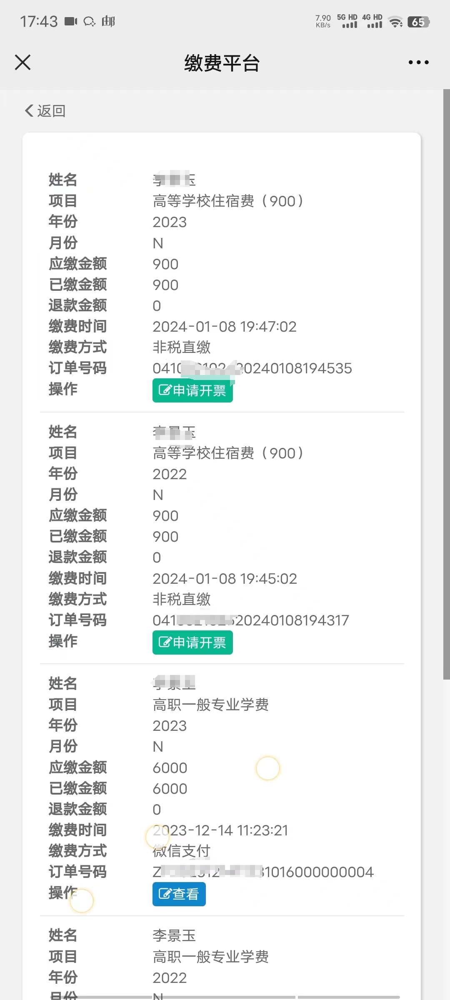 17:43 邮 7.90 KB/s 5G HD 4G HD 65
缴费平台
返回
姓名
项目 高等学校住宿费（900）
年份 2023
月份 N
应缴金额 900
已缴金额 900
退款金额 0
缴费时间 2024-01-08 19:47:02
缴费方式 非税直缴
订单号码 041 20240108194535
操作 申请开票
姓名
项目 高等学校住宿费（900）
年份 2022
月份 N
应缴金额 900
已缴金额 900
退款金额 0
缴费时间 2024-01-08 19:45:02
缴费方式 非税直缴
订单号码 041 20240108194317
操作 申请开票
姓名
项目 高职一般专业学费
年份 2023
月份 N
应缴金额 6000
已缴金额 6000
退款金额 0
缴费时间 2023-12-14 11:23:21
缴费方式 微信支付
订单号码 Z 1016000000004
操作 查看
姓名 李景玉
项目 高职一般专业学费
年份 2022
月份 N